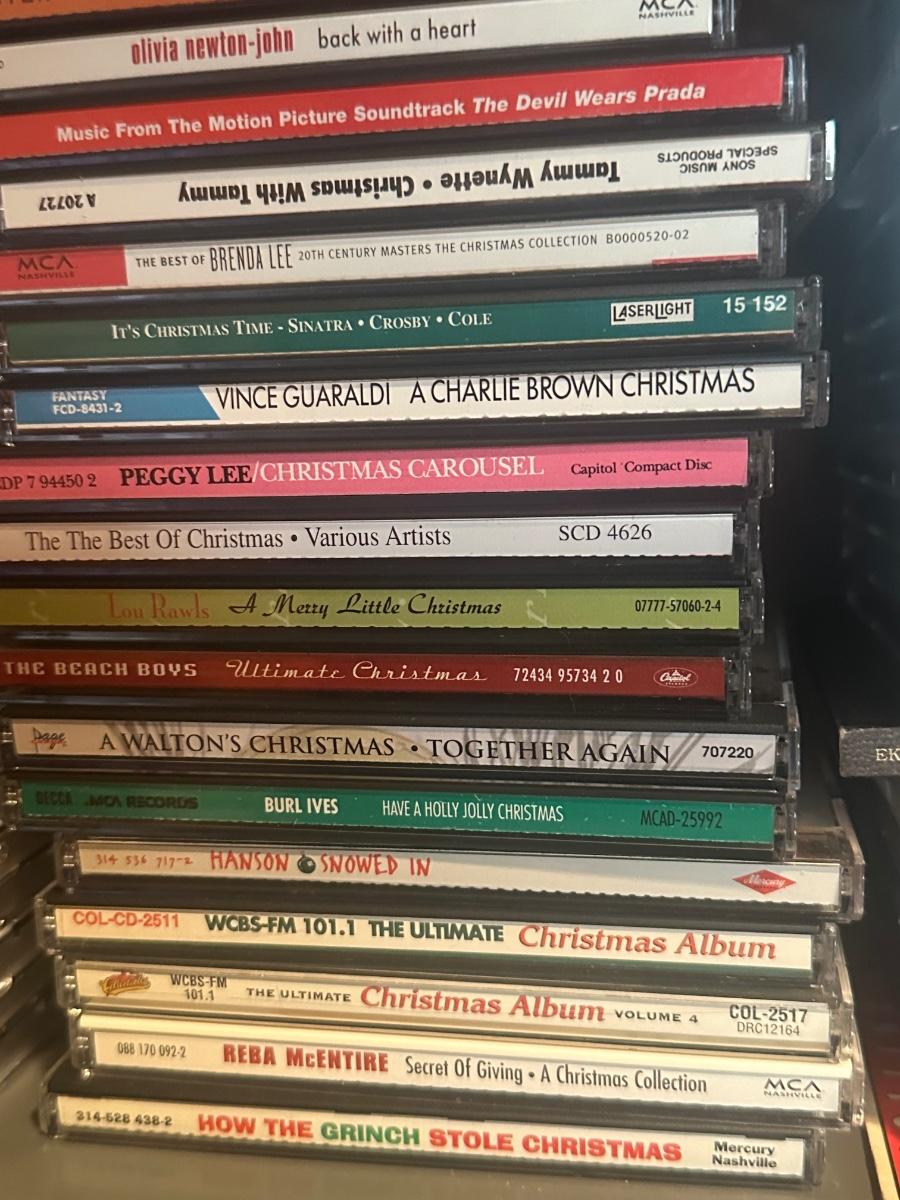 MCA
NASHVILLE
olivia newton-john back with a heart
Music From The Motion Picture Soundtrack The Devil Wears Prada
A 20727 Tammy Wynette • Christmas With Tammy SONY MUSIC
SPECIAL PRODUCTS
MCA
NASHVILLE
THE BEST OF BRENDA LEE 20TH CENTURY MASTERS THE CHRISTMAS COLLECTION B0000520-02
IT'S CHRISTMAS TIME - SINATRA • CROSBY • COLE LASERLIGHT 15 152
FANTASY
FCD-8431-2
VINCE GUARALDI A CHARLIE BROWN CHRISTMAS
DP 7 94450 2 PEGGY LEE/CHRISTMAS CAROUSEL Capitol Compact Disc
The The Best Of Christmas • Various Artists SCD 4626
Lou Rawls A Merry Little Christmas 07777-57060-2-4
THE BEACH BOYS Ultimate Christmas 72434 95734 2 0 Capitol
Page A WALTON'S CHRISTMAS • TOGETHER AGAIN 707220
EK
DECCA MCA RECORDS BURL IVES HAVE A HOLLY JOLLY CHRISTMAS MCAD-25992
314 536 717-2 HANSON SNOWED IN Mercury
COL-CD-2511 WCBS-FM 101.1 THE ULTIMATE Christmas Album
WCBS-FM
101.1
THE ULTIMATE Christmas Album VOLUME 4 COL-2517
DRC12164
088 170 092-2 REBA McENTIRE Secret Of Giving • A Christmas Collection MCA
NASHVILLE
314-528 438-2 HOW THE GRINCH STOLE CHRISTMAS Mercury
Nashville